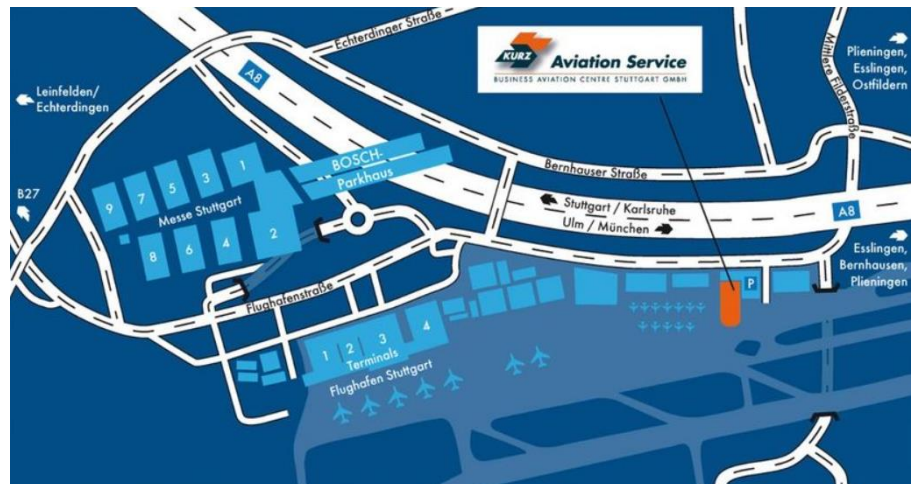 Echterdinger Straße
A8
KURZ
Aviation Service
BUSINESS AVIATION CENTRE STUTTGART GMBH
Mittlere Filderstraße
Plieningen,
Esslingen,
Ostfildern
Leinfelden/
Echterdingen
BOSCH-
Parkhaus
Bernhauser Straße
9
7
5
3
1
Messe Stuttgart
8
6
4
2
B27
Stuttgart / Karlsruhe
Ulm / München
A8
Esslingen,
Bernhausen,
Plieningen
P
Flughafenstraße
1
2
3
4
Terminals
Flughafen Stuttgart